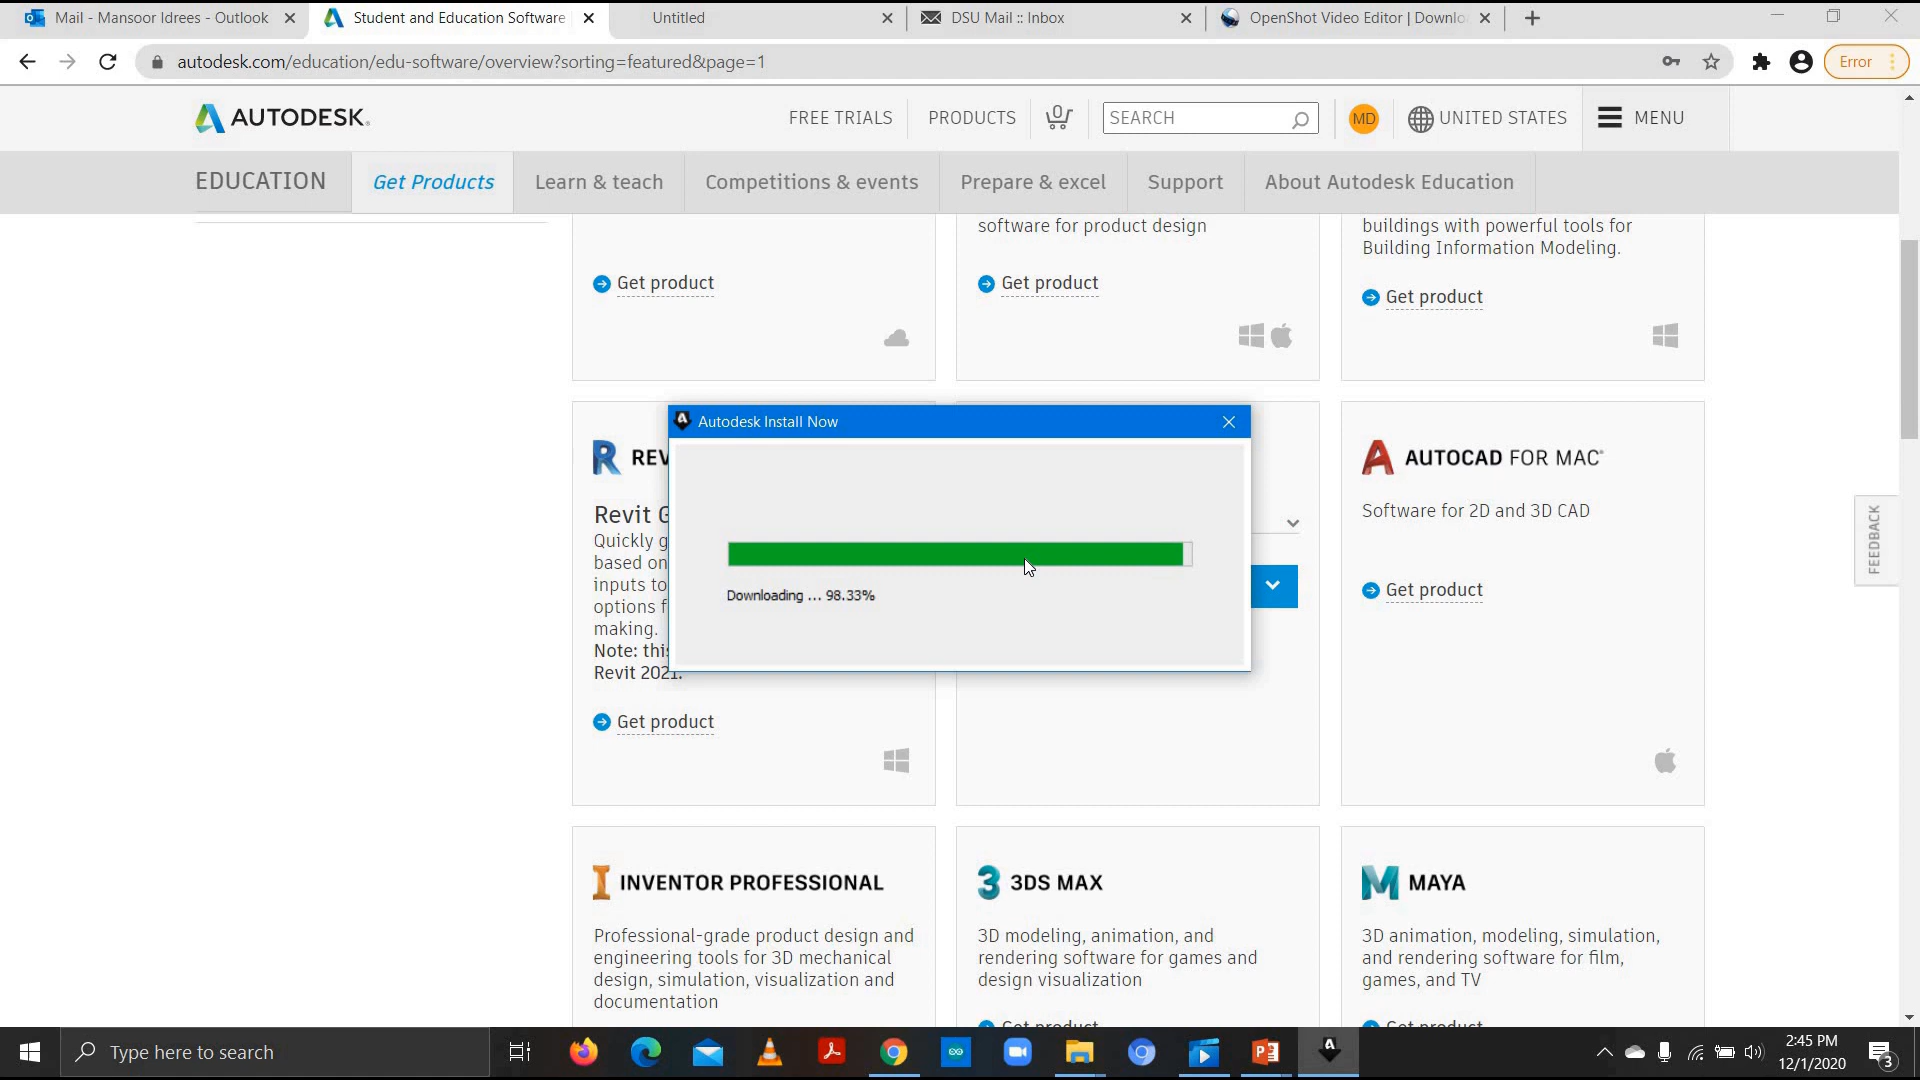 Mail - Mansoor Idrees - Outlook
Student and Education Software
Untitled
DSU Mail :: Inbox
OpenShot Video Editor | Downlo
autodesk.com/education/edu-software/overview?sorting=featured&page=1
Error
AUTODESK.
FREE TRIALS
PRODUCTS
0
SEARCH
MD
UNITED STATES
MENU
EDUCATION
Get Products
Learn & teach
Competitions & events
Prepare & excel
Support
About Autodesk Education
software for product design
buildings with powerful tools for
Building Information Modeling.
Get product
Get product
Get product
Autodesk Install Now
Downloading ... 98.33%
REV
Revit G
Quickly g
based on
inputs to
options f
making.
Note: this
Revit 2021.
Get product
AUTOCAD FOR MAC®
Software for 2D and 3D CAD
Get product
FEEDBACK
INVENTOR PROFESSIONAL
Professional-grade product design and
engineering tools for 3D mechanical
design, simulation, visualization and
documentation
3DS MAX
3D modeling, animation, and
rendering software for games and
design visualization
Get product
MAYA
3D animation, modeling, simulation,
and rendering software for film,
games, and TV
Get product
Type here to search
2:45 PM
12/1/2020
3